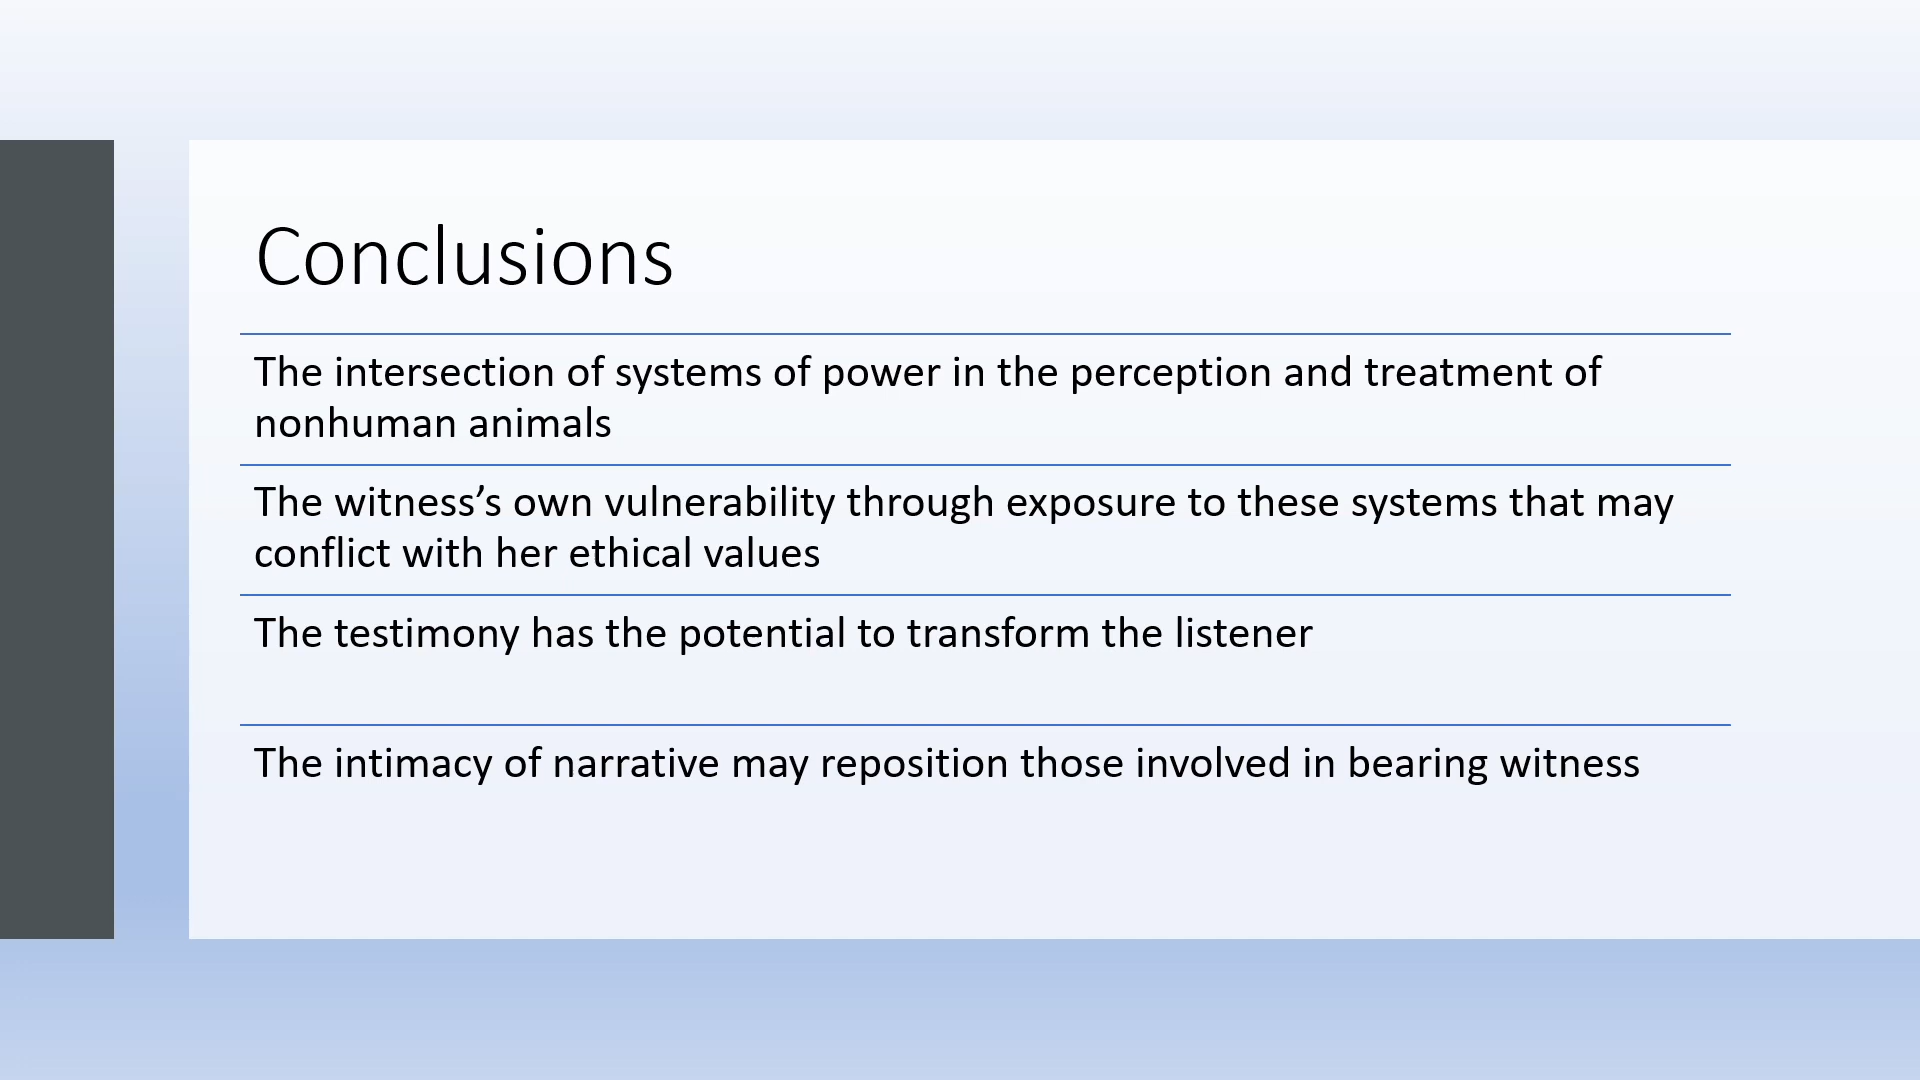 Conclusions
The intersection of systems of power in the perception and treatment of
nonhuman animals
The witness’s own vulnerability through exposure to these systems that may
conflict with her ethical values
The testimony has the potential to transform the listener
The intimacy of narrative may reposition those involved in bearing witness